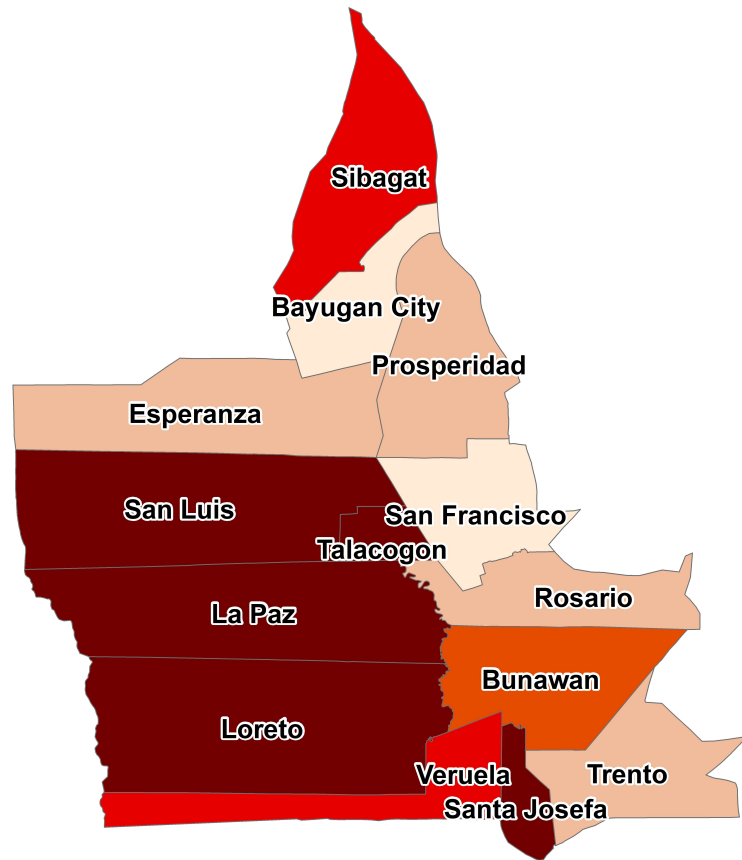 Sibagat
Bayugan City
Prosperidad
Esperanza
San Luis
San Francisco
Talacogon
Rosario
La Paz
Bunawan
Loreto
Veruela
Trento
Santa Josefa